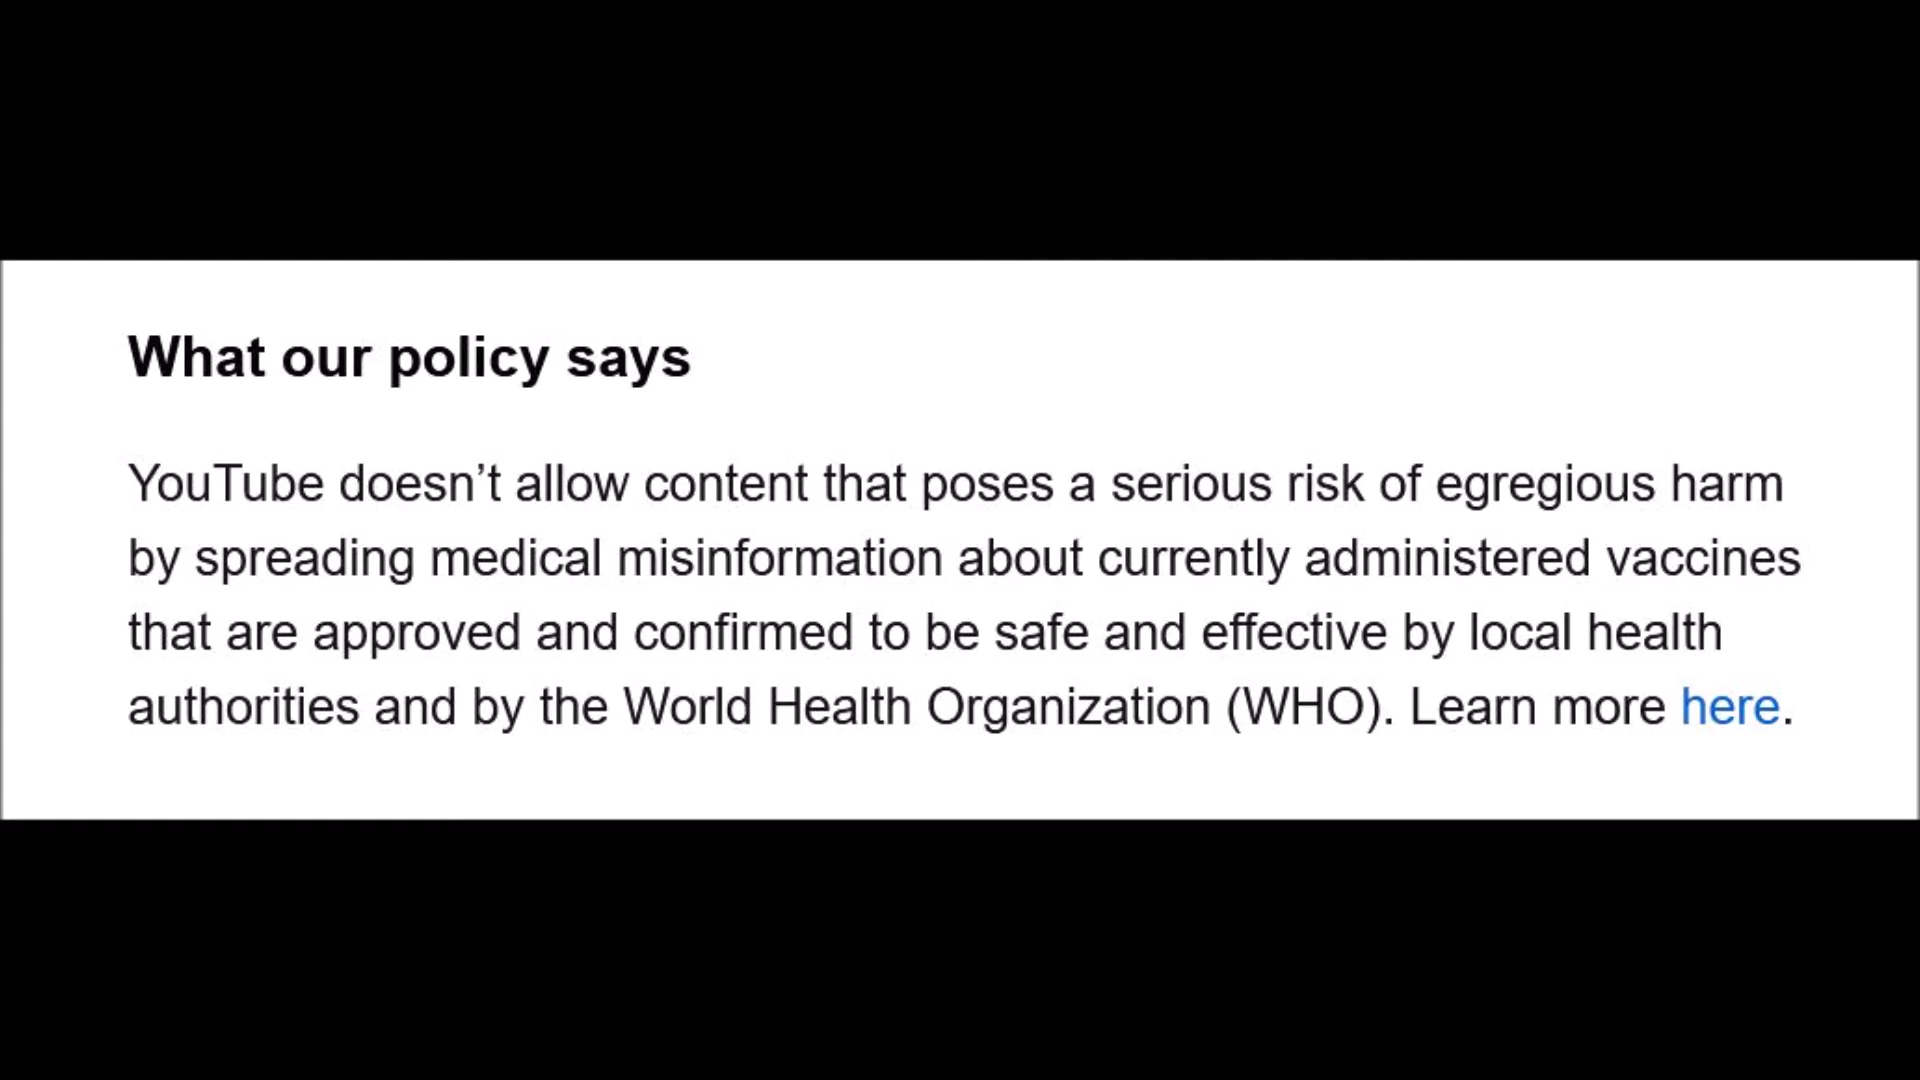 What our policy says
YouTube doesn’t allow content that poses a serious risk of egregious harm
by spreading medical misinformation about currently administered vaccines
that are approved and confirmed to be safe and effective by local health
authorities and by the World Health Organization (WHO). Learn more here.